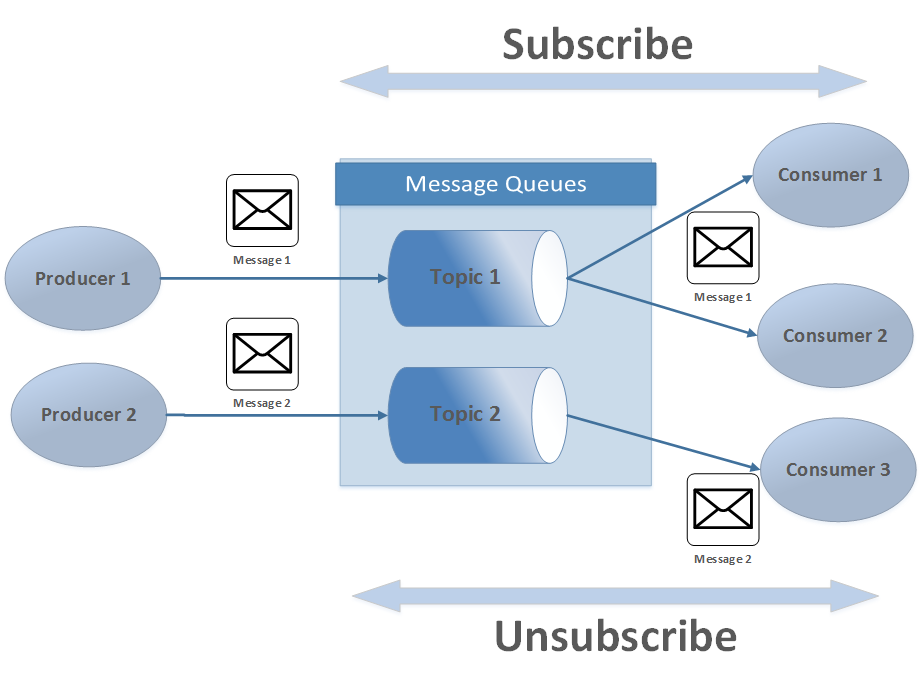 Subscribe
Message Queues
Consumer 1
Message 1
Producer 1
Topic 1
Message 1
Consumer 2
Message 2
Producer 2
Topic 2
Consumer 3
Message 2
Unsubscribe